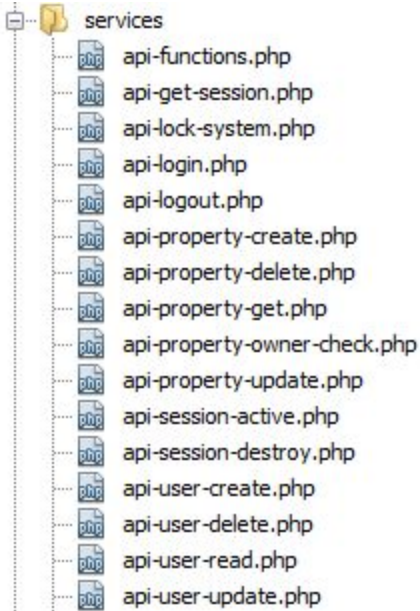 services
api-functions.php
api-get-session.php
api-lock-system.php
api-login.php
api-logout.php
api-property-create.php
api-property-delete.php
api-property-get.php
api-property-owner-check.php
api-property-update.php
api-session-active.php
api-session-destroy.php
api-user-create.php
api-user-delete.php
api-user-read.php
api-user-update.php